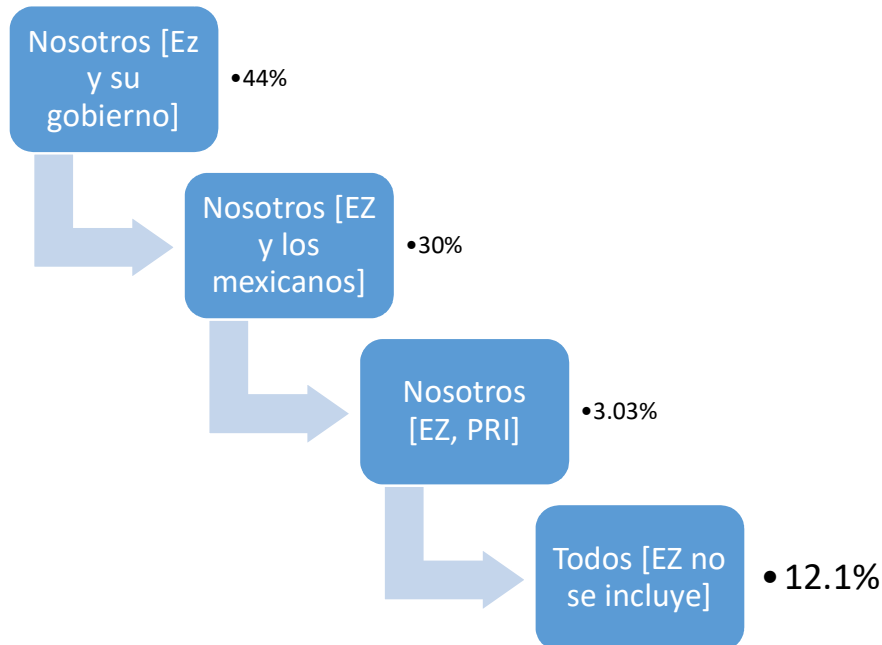 Nosotros [Ez
y su
gobierno]
•44%
Nosotros [EZ
y los
mexicanos]
•30%
Nosotros
[EZ, PRI]
•3.03%
Todos [EZ no
se incluye]
• 12.1%